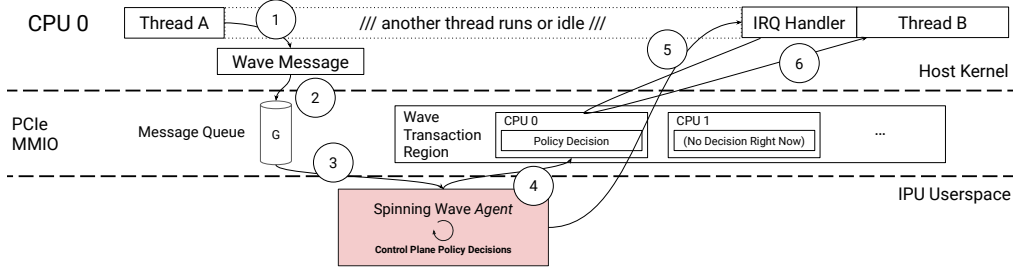 CPU 0
Thread A
1
/// another thread runs or idle ///
IRQ Handler
Thread B
5
6
Wave Message
Host Kernel
2
PCIe
MMIO
Message Queue
G
Wave
Transaction
Region
CPU 0
Policy Decision
CPU 1
(No Decision Right Now)
...
3
4
IPU Userspace
Spinning Wave Agent
Control Plane Policy Decisions